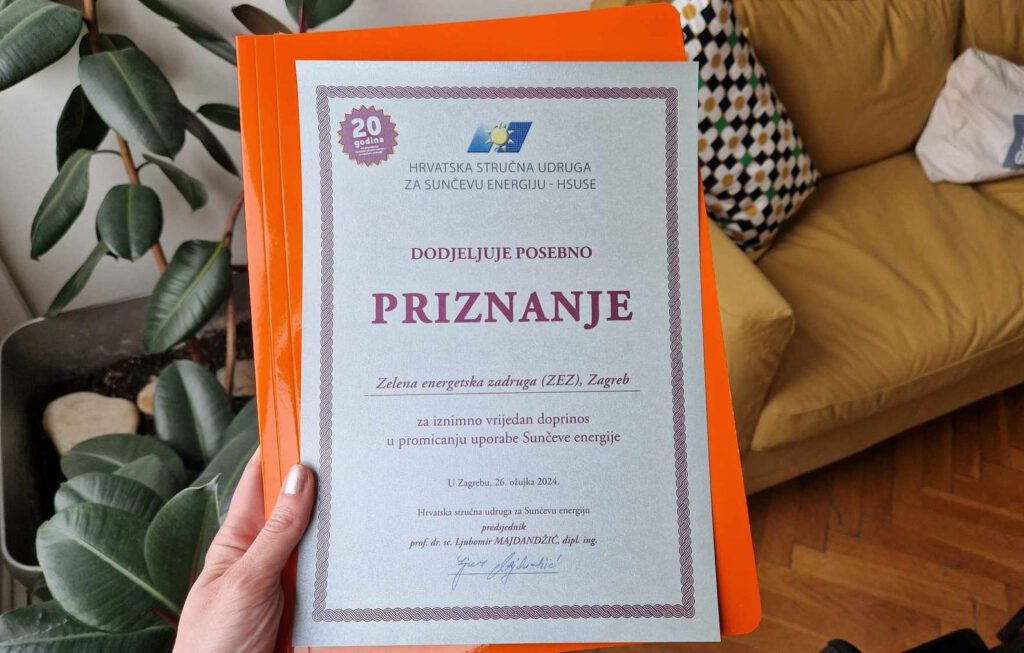 20
godina
HRVATSKA STRUČNA UDRUGA
ZA SUNČEVU ENERGIJU - HSUSE
DODJELJUJE POSEBNO
PRIZNANJE
Zelena energetska zadruga (ZEZ), Zagreb
za iznimno vrijedan doprinos
u promicanju uporabe Sunčeve energije
U Zagrebu, 26. ožujka 2024.
Hrvatska stručna udruga za Sunčevu energiju
predsjednik
prof. dr. sc. Ljubomir MAJDANDŽIĆ, dipl. ing.